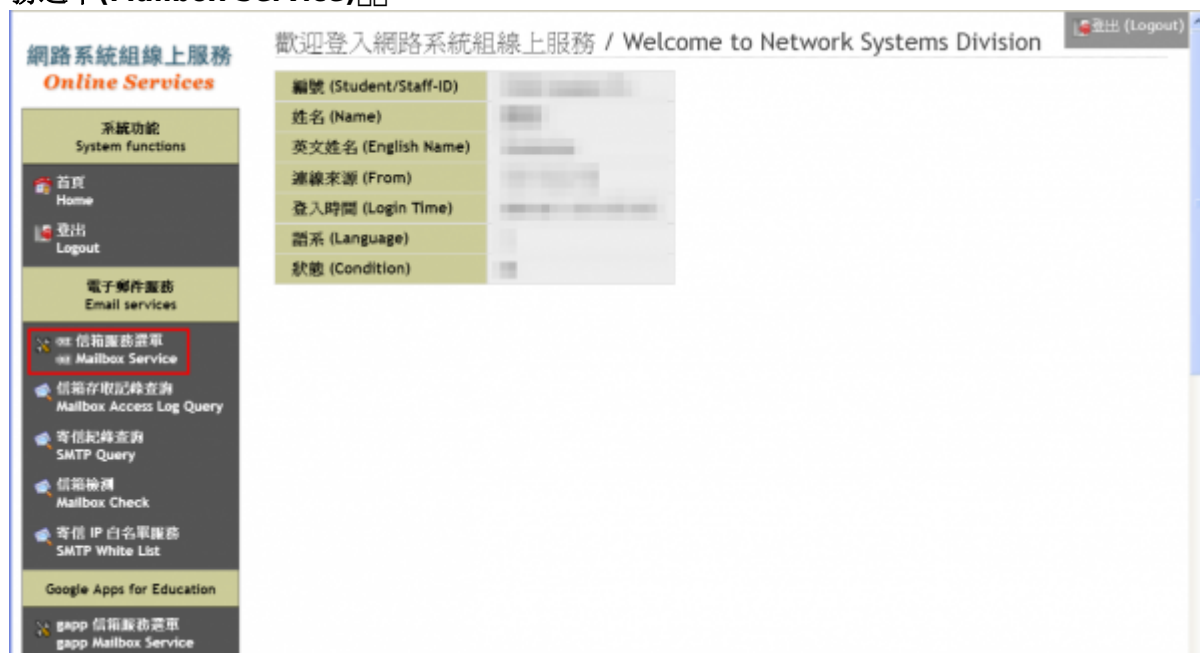 登出 (Logout)
網路系統組線上服務
Online Services
歡迎登入網路系統組線上服務 / Welcome to Network Systems Division
編號 (Student/Staff-ID)
姓名 (Name)
英文姓名 (English Name)
連線來源 (From)
登入時間 (Login Time)
語系 (Language)
狀態 (Condition)
系統功能
System functions
首頁
Home
登出
Logout
電子郵件服務
Email services
信箱服務選單
Mailbox Service
信箱存取記錄查詢
Mailbox Access Log Query
寄信紀錄查詢
SMTP Query
信箱檢測
Mailbox Check
寄信 IP 白名單服務
SMTP White List
Google Apps for Education
gapp 信箱服務選單
gapp Mailbox Service